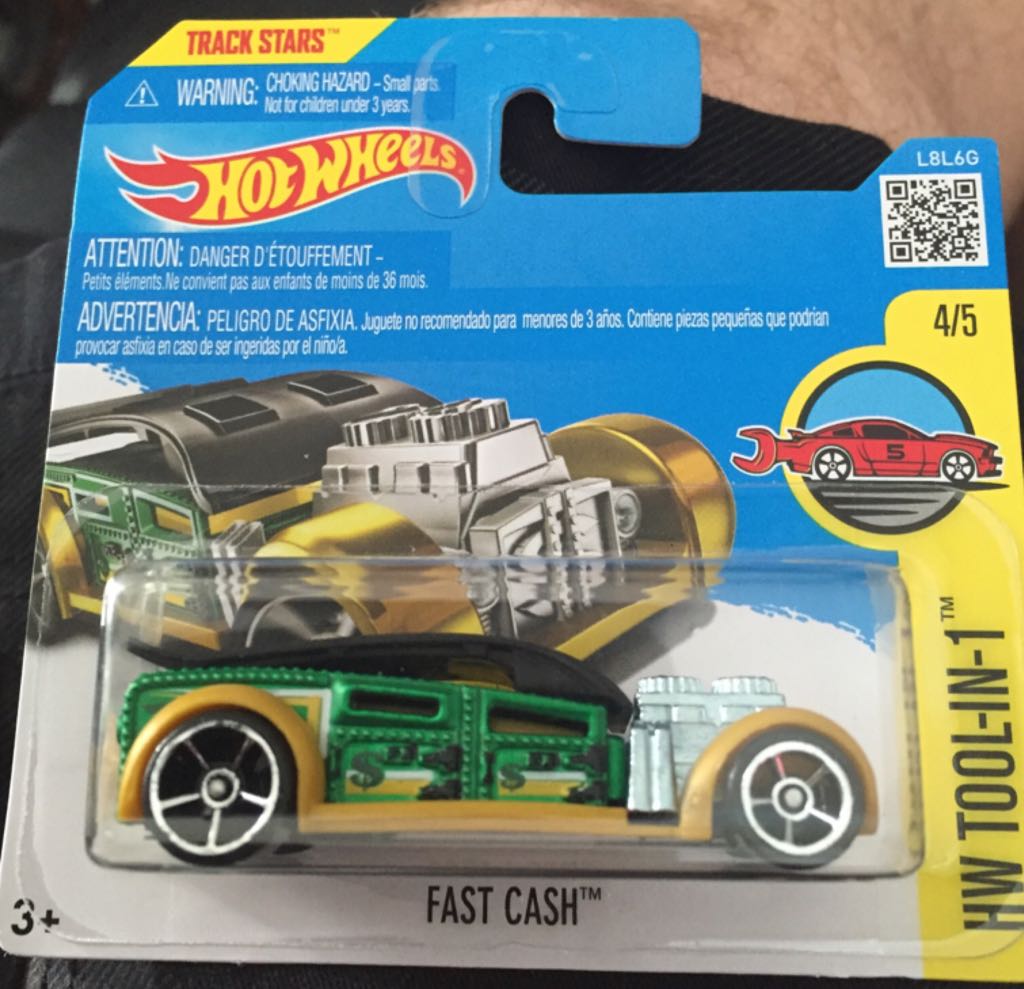 TRACK STARS™
WARNING: CHOKING HAZARD – Small parts.
Not for children under 3 years.
HOT WHEELS
L8L6G
ATTENTION: DANGER D'ÉTOUFFEMENT –
Petits éléments.Ne convient pas aux enfants de moins de 36 mois.
ADVERTENCIA: PELIGRO DE ASFIXIA. Juguete no recomendado para menores de 3 años. Contiene piezas pequeñas que podrían
provocar asfixia en caso de ser ingeridas por el niño/a.
4/5
5
HW TOOL-IN-1™
$
$
FAST CASH™
3+